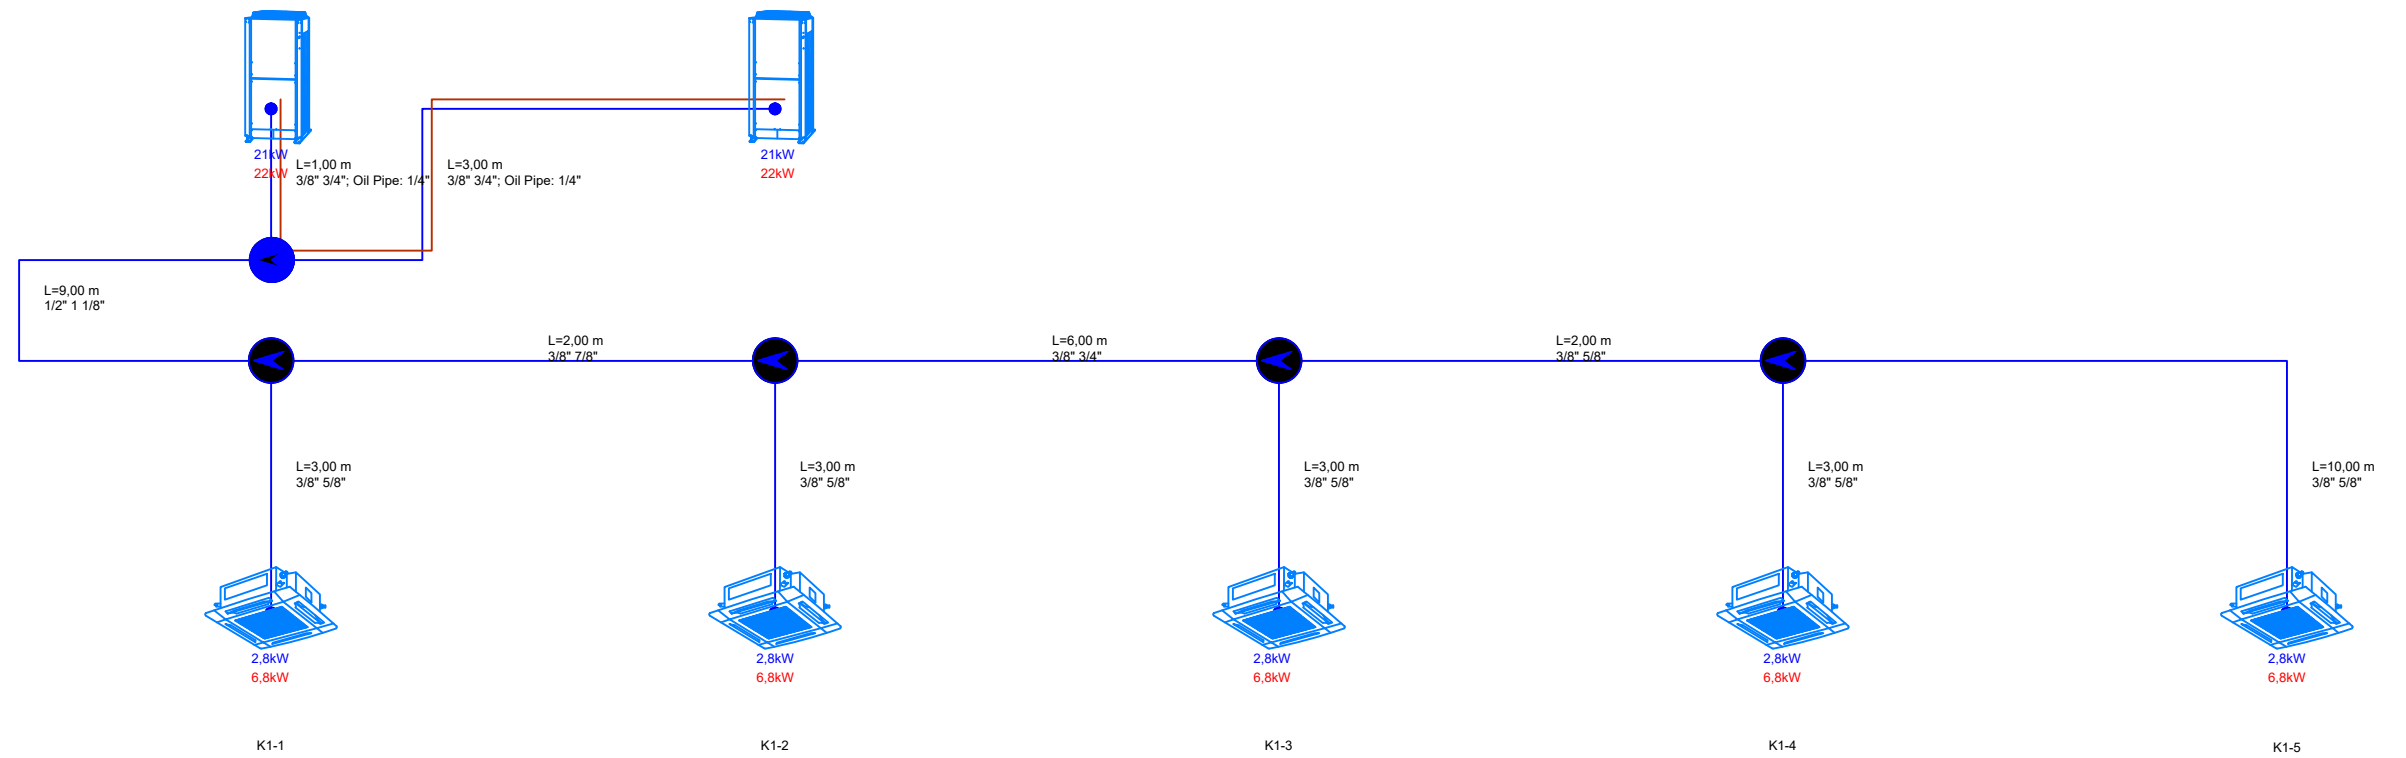 21kW
22kW
L=1,00 m
3/8" 3/4"; Oil Pipe: 1/4"
L=3,00 m
3/8" 3/4"; Oil Pipe: 1/4"
21kW
22kW
L=9,00 m
1/2" 1 1/8"
L=2,00 m
3/8" 7/8"
L=6,00 m
3/8" 3/4"
L=2,00 m
3/8" 5/8"
L=3,00 m
3/8" 5/8"
L=3,00 m
3/8" 5/8"
L=3,00 m
3/8" 5/8"
L=3,00 m
3/8" 5/8"
L=10,00 m
3/8" 5/8"
2,8kW
6,8kW
2,8kW
6,8kW
2,8kW
6,8kW
2,8kW
6,8kW
2,8kW
6,8kW
K1-1
K1-2
K1-3
K1-4
K1-5